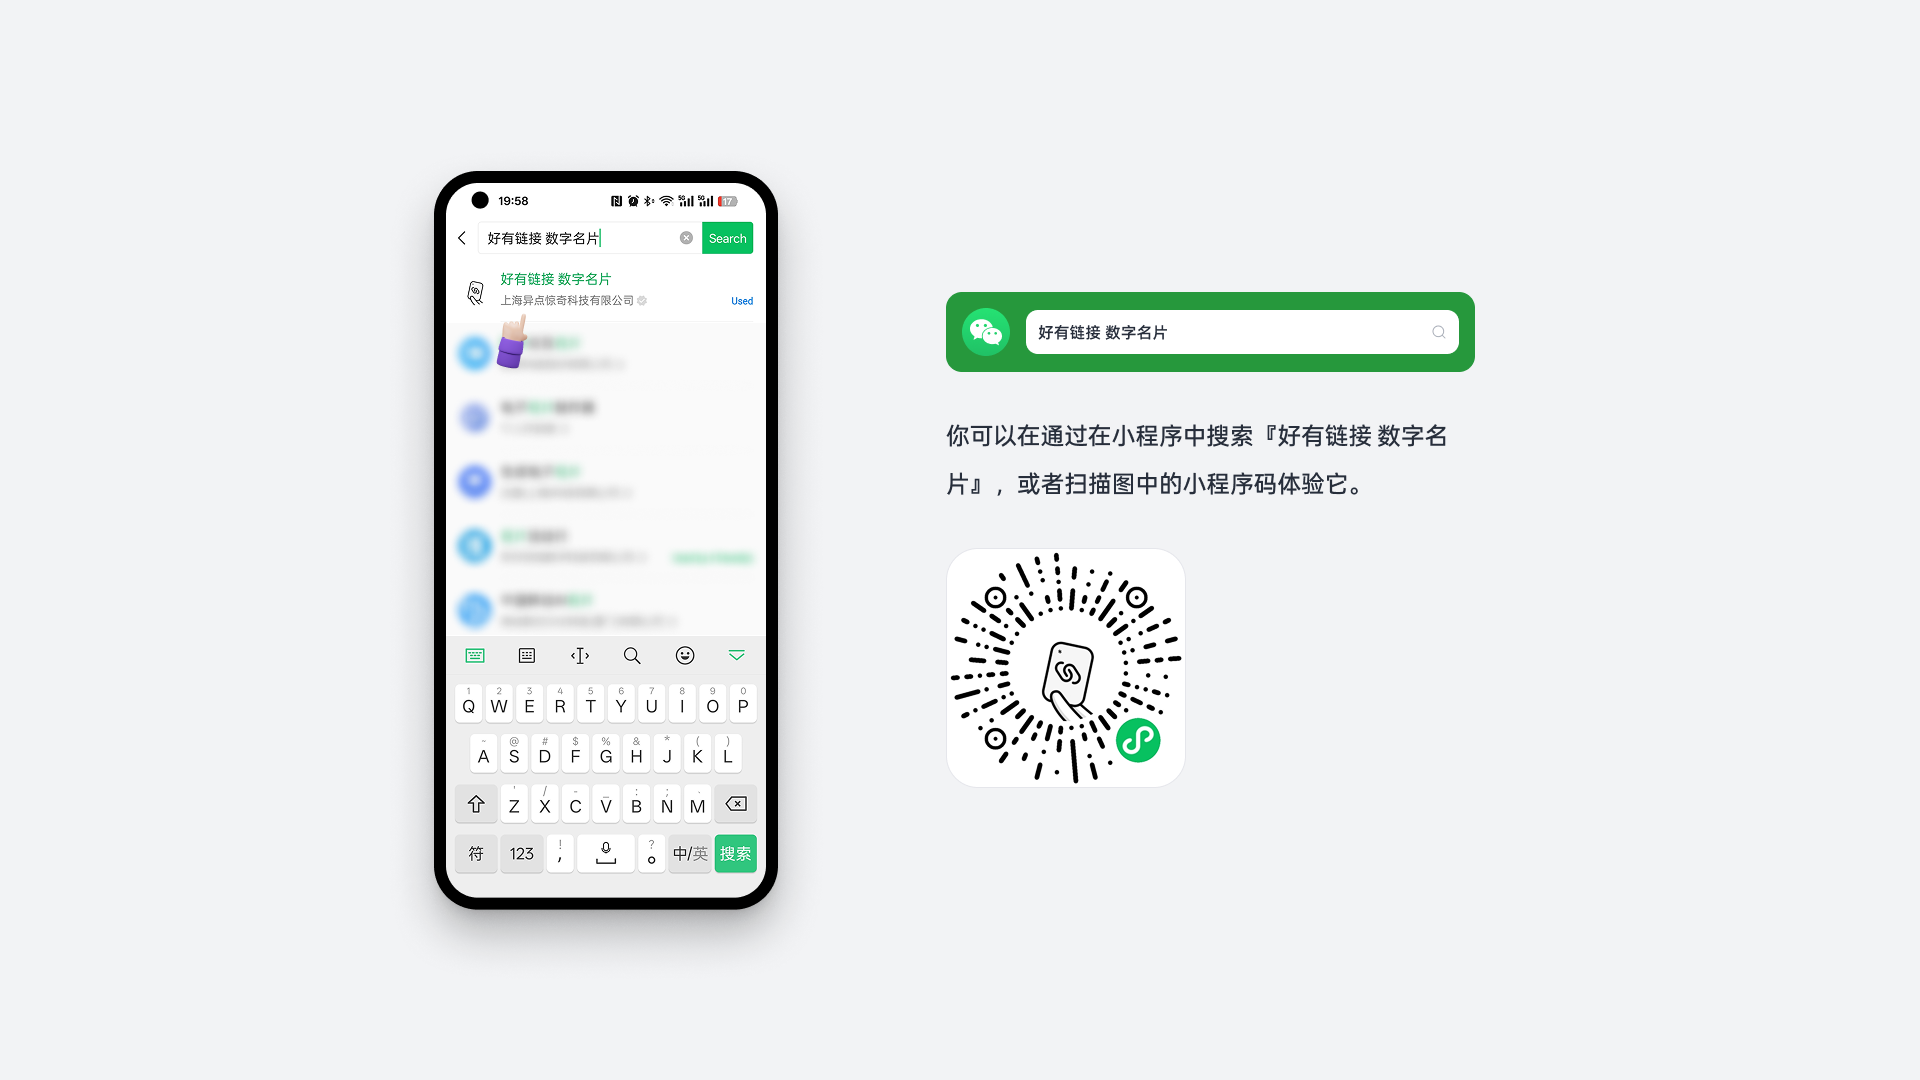 19:58
5G 5G 17
好有链接 数字名片
Search
好有链接 数字名片
上海异点惊奇科技有限公司
Used
1 2 3 4 5 6 7 8 9 0
Q W E R T Y U I O P
~ @ # $ % & * ( )
A S D F G H J K L
' / - _ : ; 、
Z X C V B N M
! ?
符 123 , 。 中/英 搜索
好有链接 数字名片
你可以在通过在小程序中搜索『好有链接 数字名
片』，或者扫描图中的小程序码体验它。